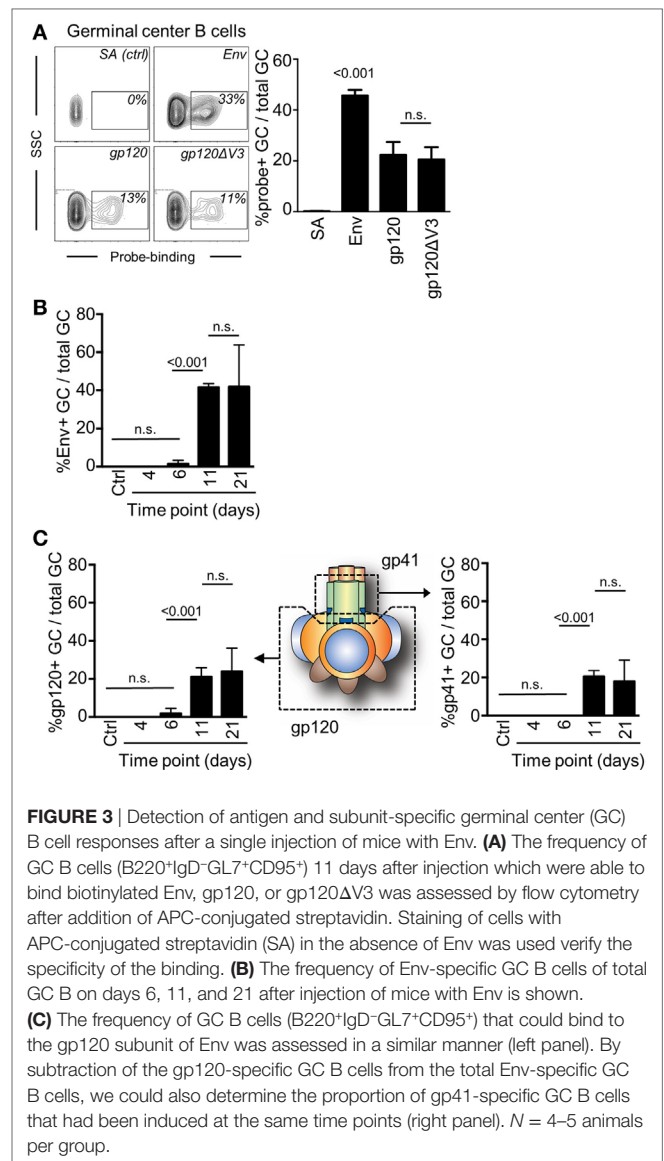 A Germinal center B cells
SA (ctrl)
Env
0%
33%
gp120
gp120ΔV3
13%
11%
SSC
Probe-binding
%probe+ GC / total GC
60
40
20
0
<0.001
n.s.
SA
Env
gp120
gp120ΔV3
B
%Env+ GC / total GC
80
60
40
20
0
n.s.
<0.001
n.s.
Ctrl
4
6
11
21
Time point (days)
C
%gp120+ GC / total GC
80
60
40
20
0
n.s.
<0.001
n.s.
Ctrl
4
6
11
21
Time point (days)
gp41
gp120
%gp41+ GC / total GC
80
60
40
20
0
n.s.
<0.001
n.s.
Ctrl
4
6
11
21
Time point (days)
FIGURE 3 | Detection of antigen and subunit-specific germinal center (GC)
B cell responses after a single injection of mice with Env. (A) The frequency of
GC B cells (B220⁺IgD⁻GL7⁺CD95⁺) 11 days after injection which were able to
bind biotinylated Env, gp120, or gp120ΔV3 was assessed by flow cytometry
after addition of APC-conjugated streptavidin. Staining of cells with
APC-conjugated streptavidin (SA) in the absence of Env was used verify the
specificity of the binding. (B) The frequency of Env-specific GC B cells of total
GC B on days 6, 11, and 21 after injection of mice with Env is shown.
(C) The frequency of GC B cells (B220⁺IgD⁻GL7⁺CD95⁺) that could bind to
the gp120 subunit of Env was assessed in a similar manner (left panel). By
subtraction of the gp120-specific GC B cells from the total Env-specific GC
B cells, we could also determine the proportion of gp41-specific GC B cells
that had been induced at the same time points (right panel). N = 4–5 animals
per group.